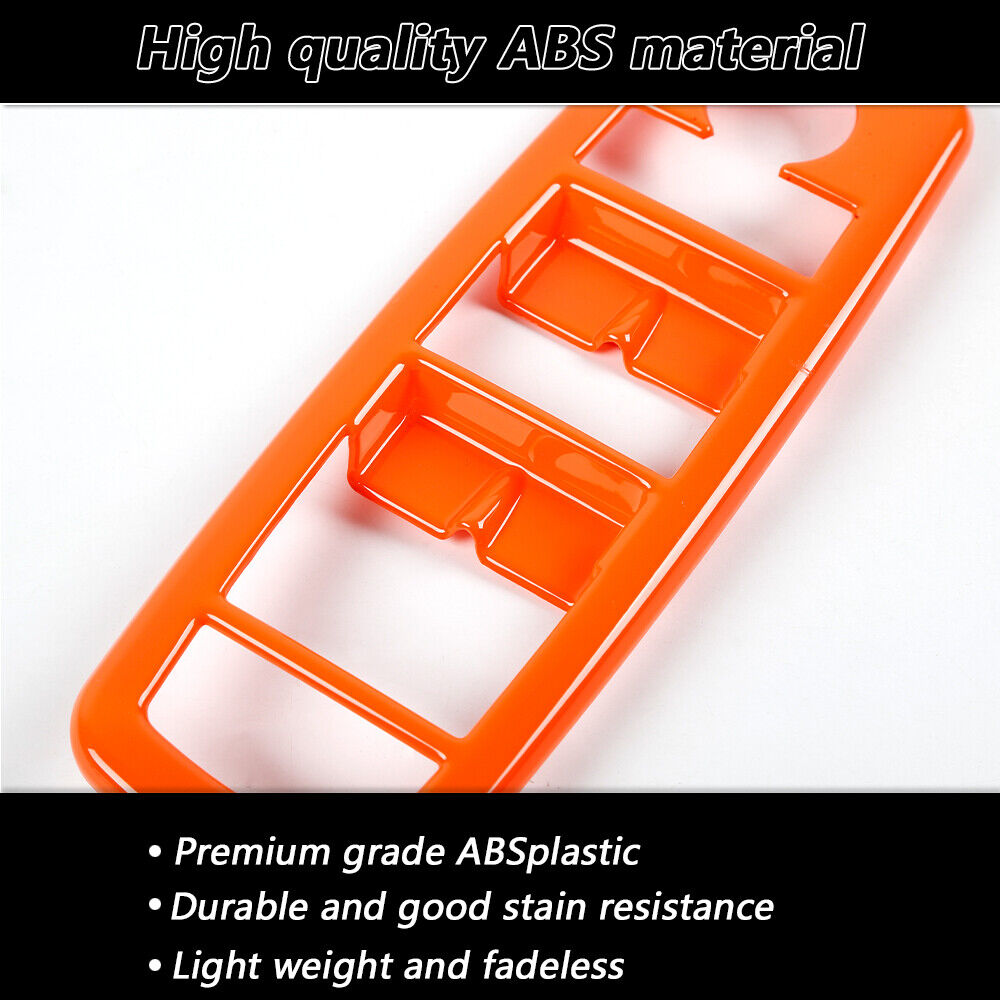 High quality ABS material
• Premium grade ABSplastic
• Durable and good stain resistance
• Light weight and fadeless